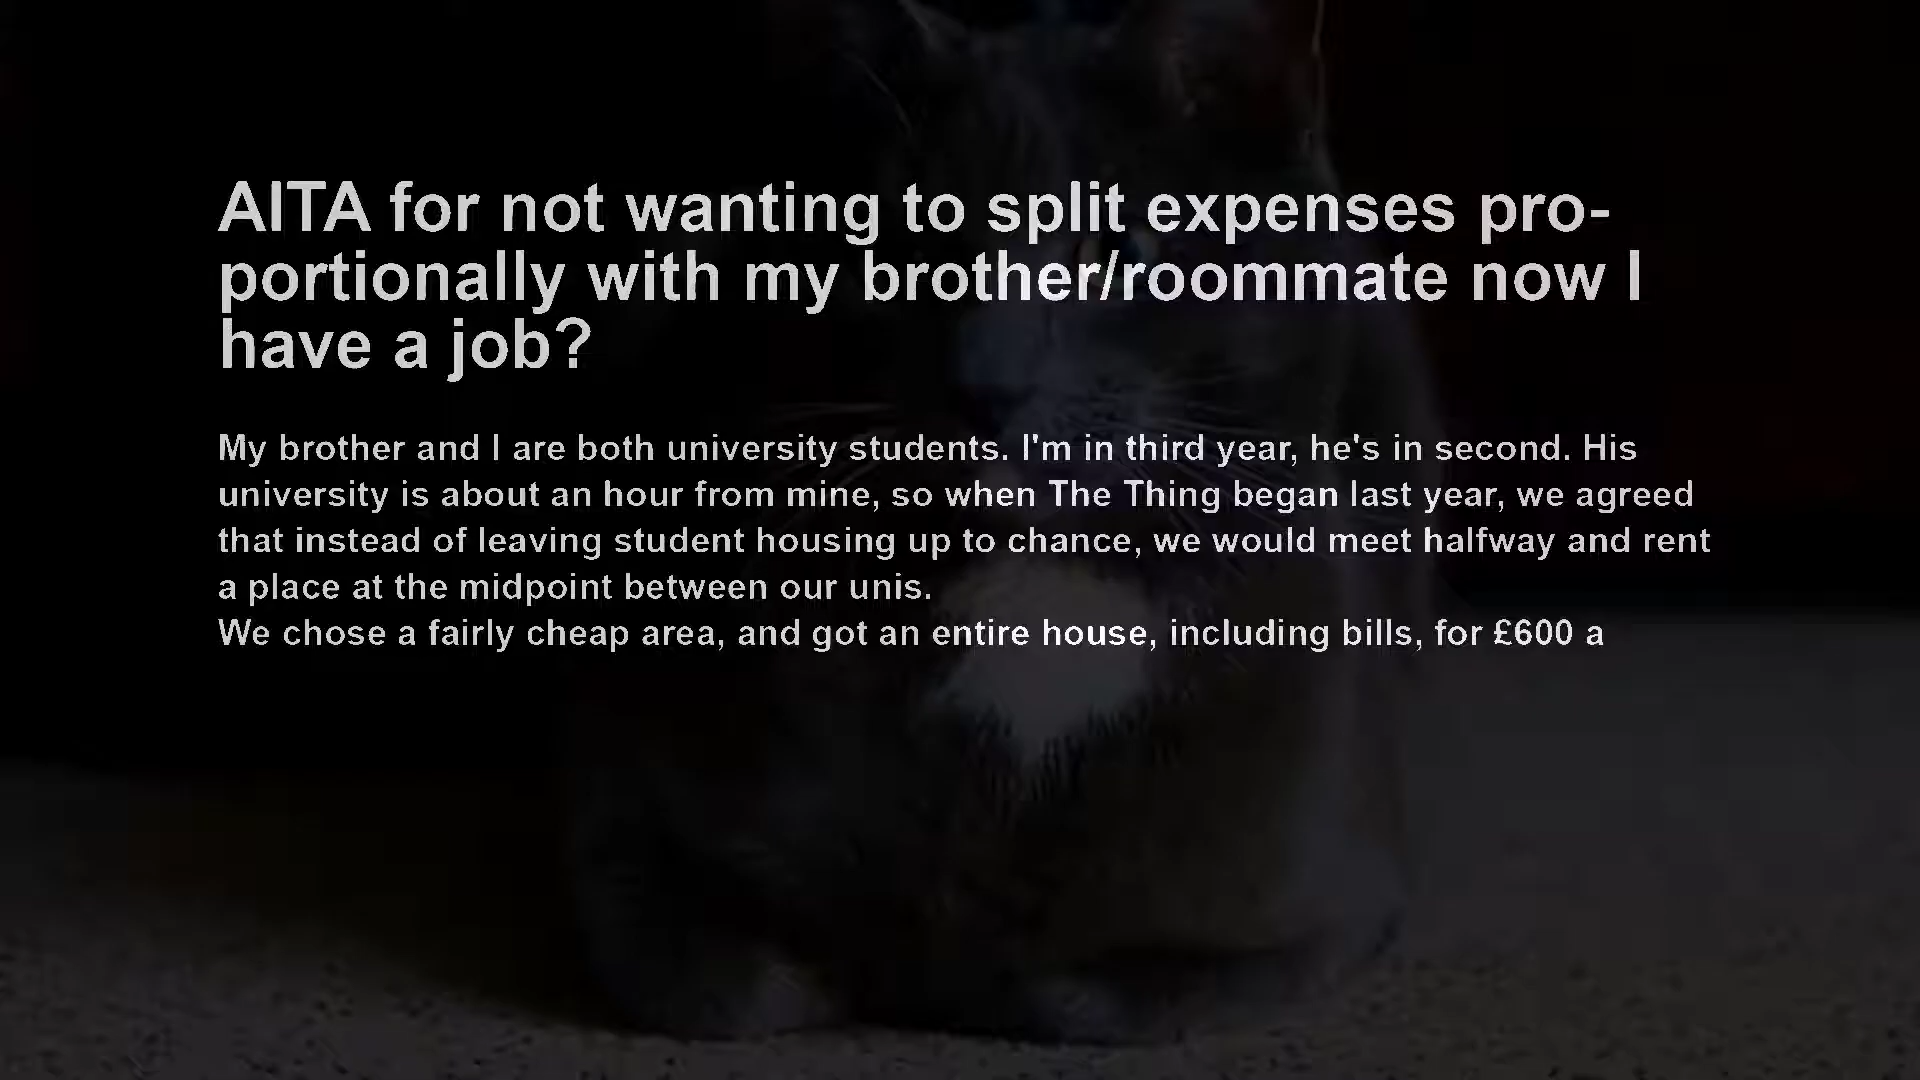 AITA for not wanting to split expenses pro-
portionally with my brother/roommate now I
have a job?
My brother and I are both university students. I'm in third year, he's in second. His
university is about an hour from mine, so when The Thing began last year, we agreed
that instead of leaving student housing up to chance, we would meet halfway and rent
a place at the midpoint between our unis.
We chose a fairly cheap area, and got an entire house, including bills, for £600 a